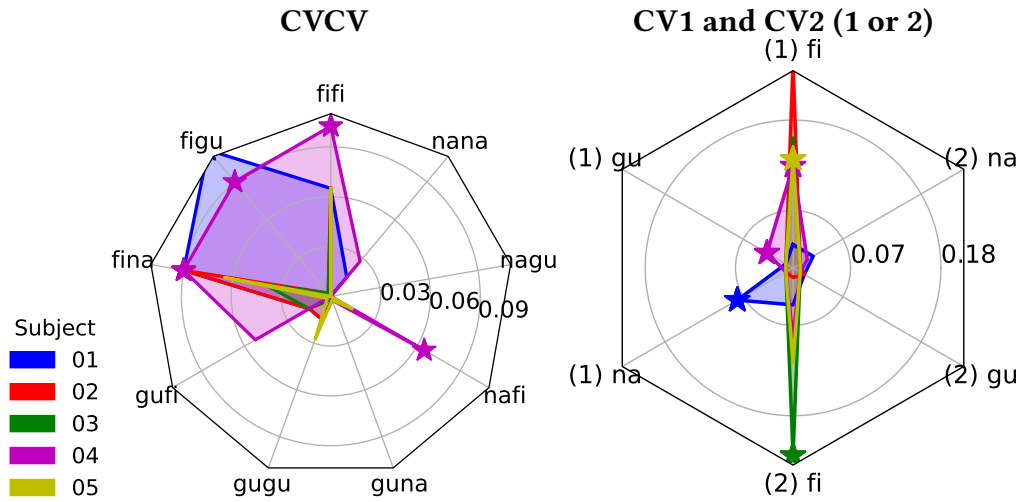 CVCV
CV1 and CV2 (1 or 2)
fifi
nana
nagu
nafi
guna
gugu
gufi
fina
figu
0.03
0.06
0.09
(1) fi
(2) na
(2) gu
(2) fi
(1) na
(1) gu
0.07
0.18
Subject
01
02
03
04
05